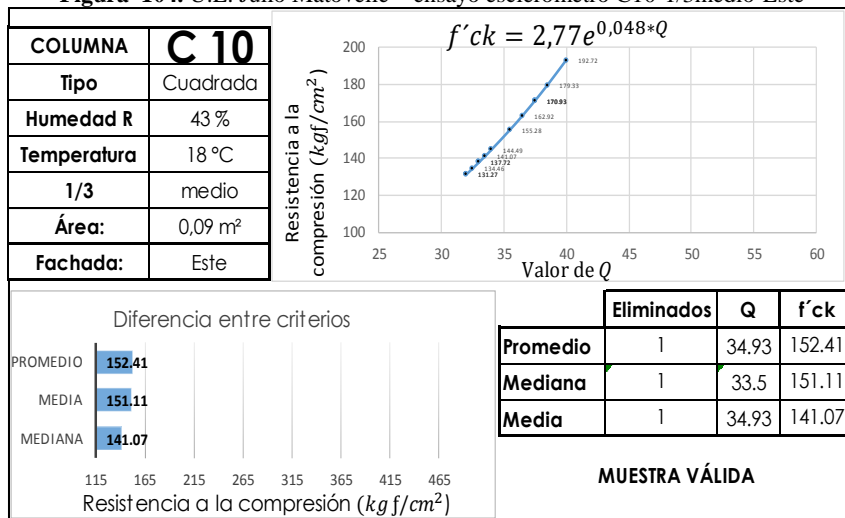 Figura 104. U.E. Julio Matovelle – ensayo esclerómetro C10-1/3medio-Este
COLUMNA C 10
Tipo Cuadrada
Humedad R 43 %
Temperatura 18 °C
1/3 medio
Área: 0,09 m²
Fachada: Este
f´ck = 2,77e^{0,048*Q}
Resistencia a la
compresión (kgf/cm²)
200
180
160
140
120
100
192.72
179.33
170.93
162.92
155.28
144.49
141.07
137.72
134.46
131.27
25 30 35 40 45 50 55 60
Valor de Q
Diferencia entre criterios
PROMEDIO 152.41
MEDIA 151.11
MEDIANA 141.07
115 165 215 265 315 365 415 465
Resistencia a la compresión (kg f/cm²)
Eliminados Q f´ck
Promedio 1 34.93 152.41
Mediana 1 33.5 151.11
Media 1 34.93 141.07
MUESTRA VÁLIDA